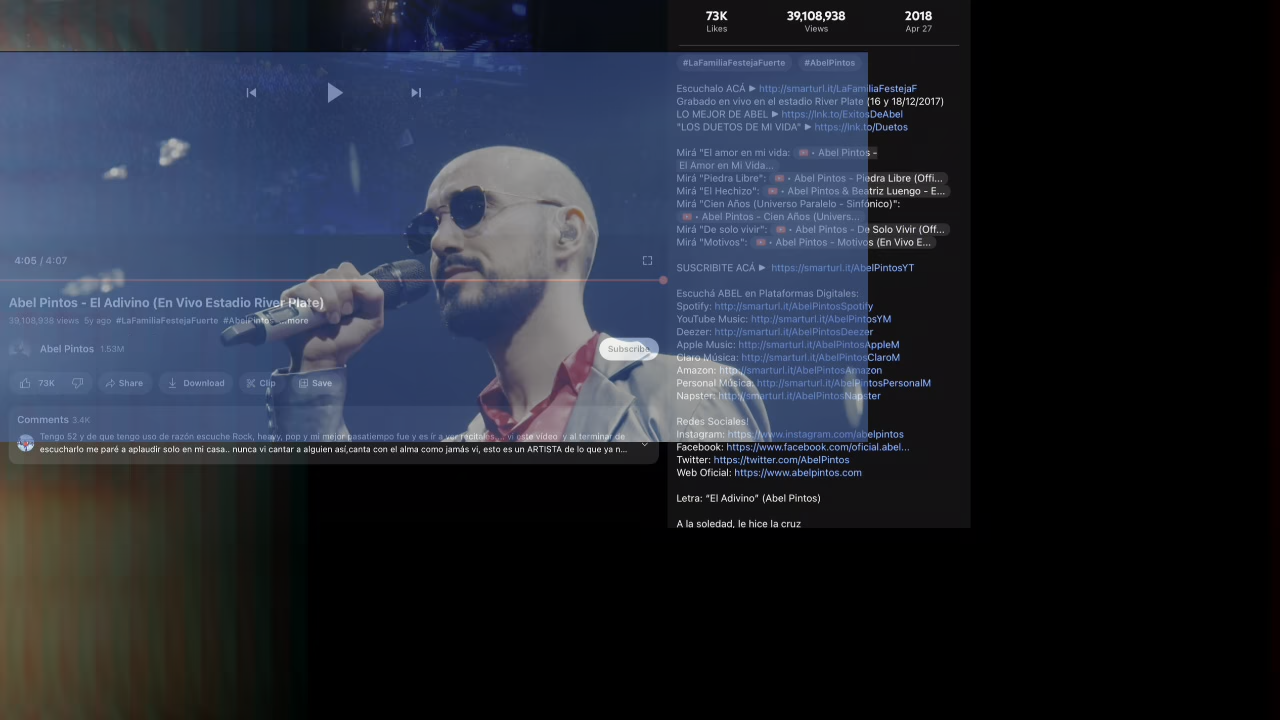 73K
39,108,938
2018
Likes
Views
Apr 27
#LaFamiliaFestejaFuerte
#AbelPintos
Escuchalo ACÁ ► http://smarturl.it/LaFamiliaFestejaF
Grabado en vivo en el estadio River Plate (16 y 18/12/2017)
LO MEJOR DE ABEL ► https://lnk.to/ExitosDeAbel
"LOS DUETOS DE MI VIDA" ► https://lnk.to/Duetos
Mirá "El amor en mi vida: • Abel Pintos -
El Amor en Mi Vida...
Mirá "Piedra Libre": • Abel Pintos - Piedra Libre (Offi...
Mirá "El Hechizo": • Abel Pintos & Beatriz Luengo - E...
Mirá "Cien Años (Universo Paralelo - Sinfónico)":
• Abel Pintos - Cien Años (Univers...
Mirá "De solo vivir": • Abel Pintos - De Solo Vivir (Off...
Mirá "Motivos": • Abel Pintos - Motivos (En Vivo E...
SUSCRIBITE ACÁ ► https://smarturl.it/AbelPintosYT
Escuchá ABEL en Plataformas Digitales:
Spotify: http://smarturl.it/AbelPintosSpotify
YouTube Music: http://smarturl.it/AbelPintosYM
Deezer: http://smarturl.it/AbelPintosDeezer
Apple Music: http://smarturl.it/AbelPintosAppleM
Claro Música: http://smarturl.it/AbelPintosClaroM
Amazon: http://smarturl.it/AbelPintosAmazon
Personal Música: http://smarturl.it/AbelPintosPersonalM
Napster: http://smarturl.it/AbelPintosNapster
Redes Sociales!
Instagram: https://www.instagram.com/abelpintos
Facebook: https://www.facebook.com/oficial.abel...
Twitter: https://twitter.com/AbelPintos
Web Oficial: https://www.abelpintos.com
Letra: “El Adivino” (Abel Pintos)
A la soledad, le hice la cruz
4:05 / 4:07
Abel Pintos - El Adivino (En Vivo Estadio River Plate)
39,108,938 views 5y ago #LaFamiliaFestejaFuerte #AbelPintos ...more
Abel Pintos 1.53M
Subscribe
73K
Share
Download
Clip
Save
Comments 3.4K
Tengo 52 y de que tengo uso de razón escuche Rock, heavy, pop y mi mejor pasatiempo fue y es ír a ver recitales,... vi este video y al terminar de
escucharlo me paré a aplaudir solo en mi casa.. nunca vi cantar a alguien así,canta con el alma como jamás vi, esto es un ARTISTA de lo que ya n...